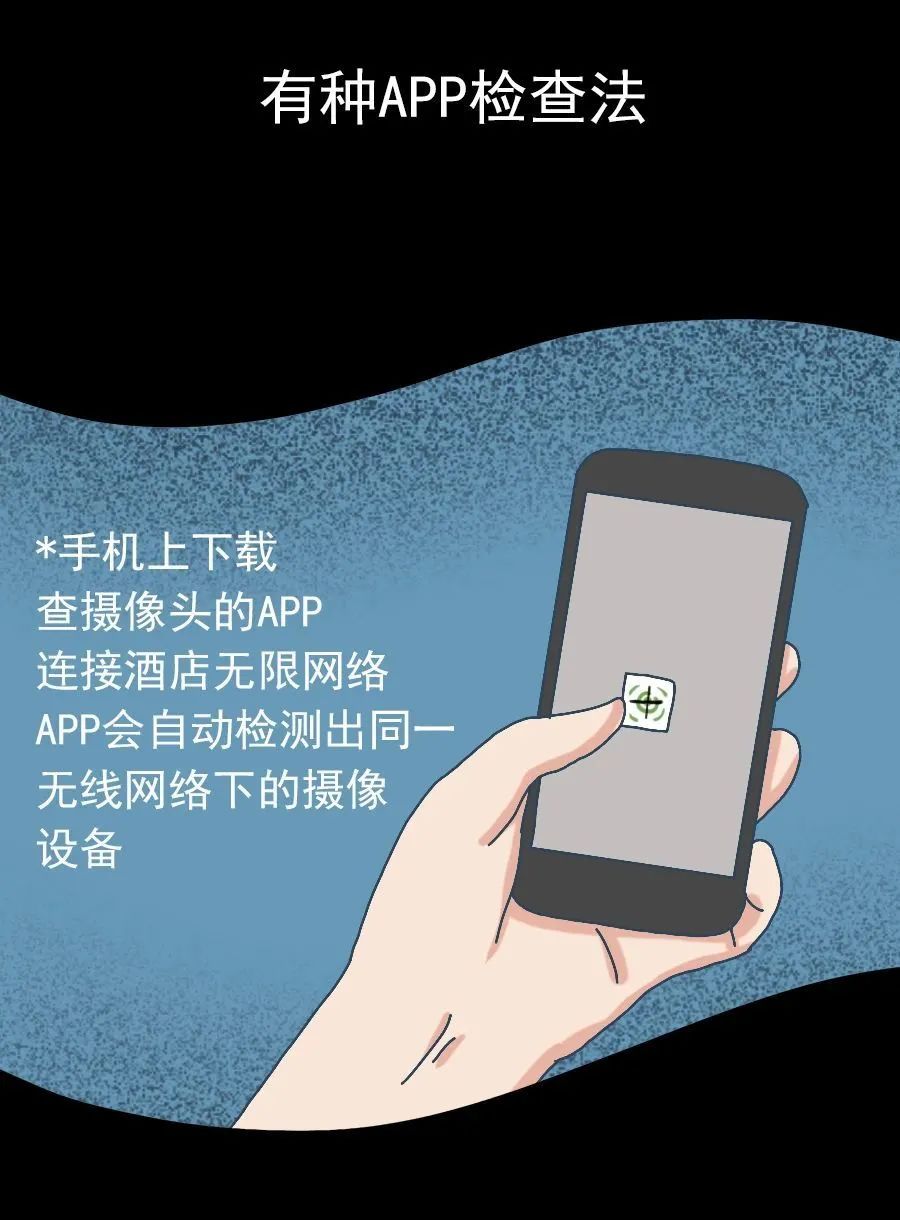 有种APP检查法
*手机上下载
查摄像头的APP
连接酒店无限网络
APP会自动检测出同一
无线网络下的摄像
设备